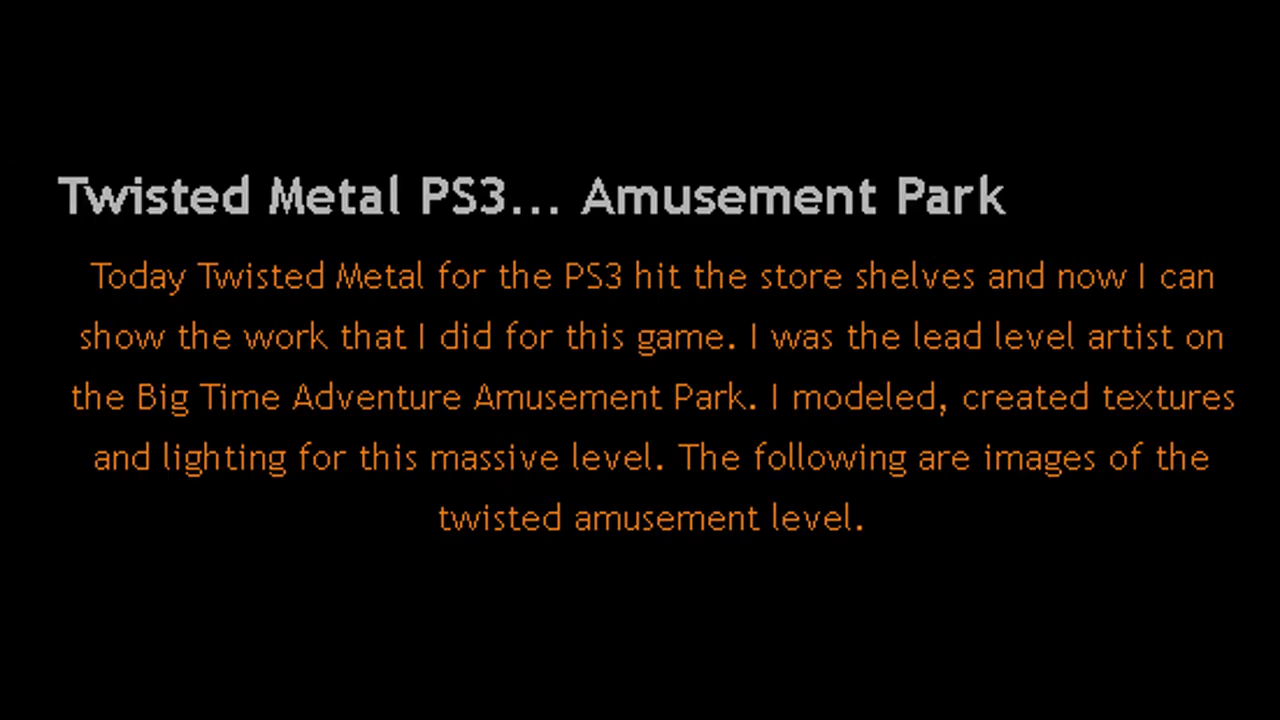 Twisted Metal PS3... Amusement Park
Today Twisted Metal for the PS3 hit the store shelves and now I can
show the work that I did for this game. I was the lead level artist on
the Big Time Adventure Amusement Park. I modeled, created textures
and lighting for this massive level. The following are images of the
twisted amusement level.